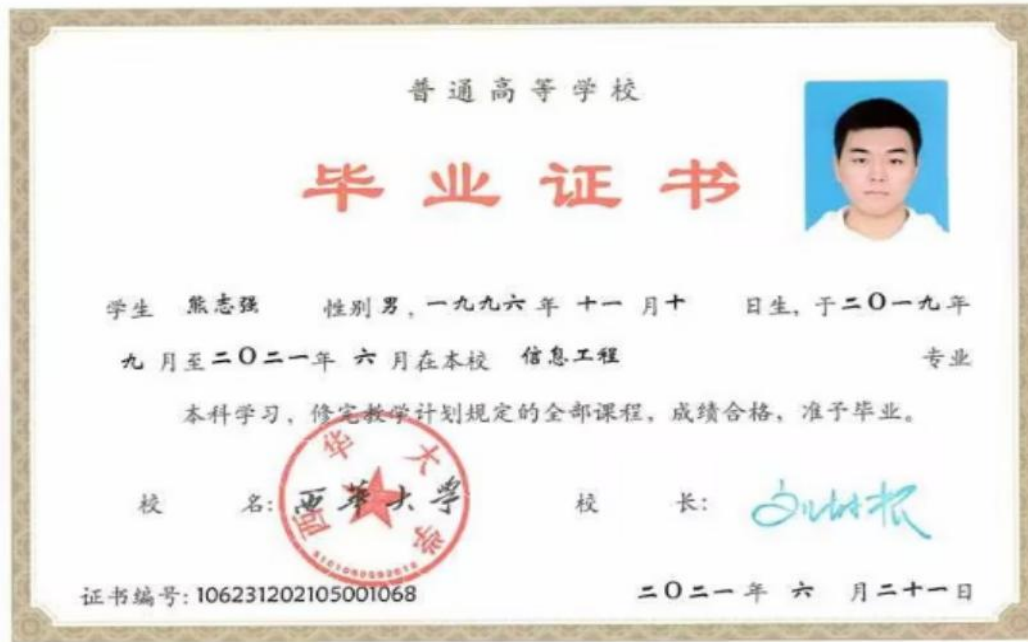 普通高等学校
毕业证书
学生 熊志强 性别 男，一九九六 年 十一 月 十 日生，于二〇一九年
九 月至二〇二一年 六 月在本校 信息工程 专业
本科学习，修完教学计划规定的全部课程，成绩合格，准予毕业。
校 名：西华大学 校 长：
西华大学
证书编号：106231202105001068 二〇二一年 六 月二十一日